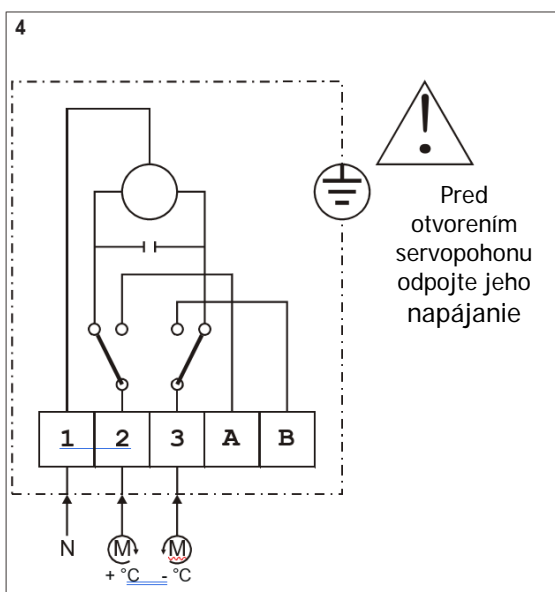 4
Pred
otvorením
servopohonu
odpojte jeho
napájanie
1 2 3 A B
N M M
+ °C - °C